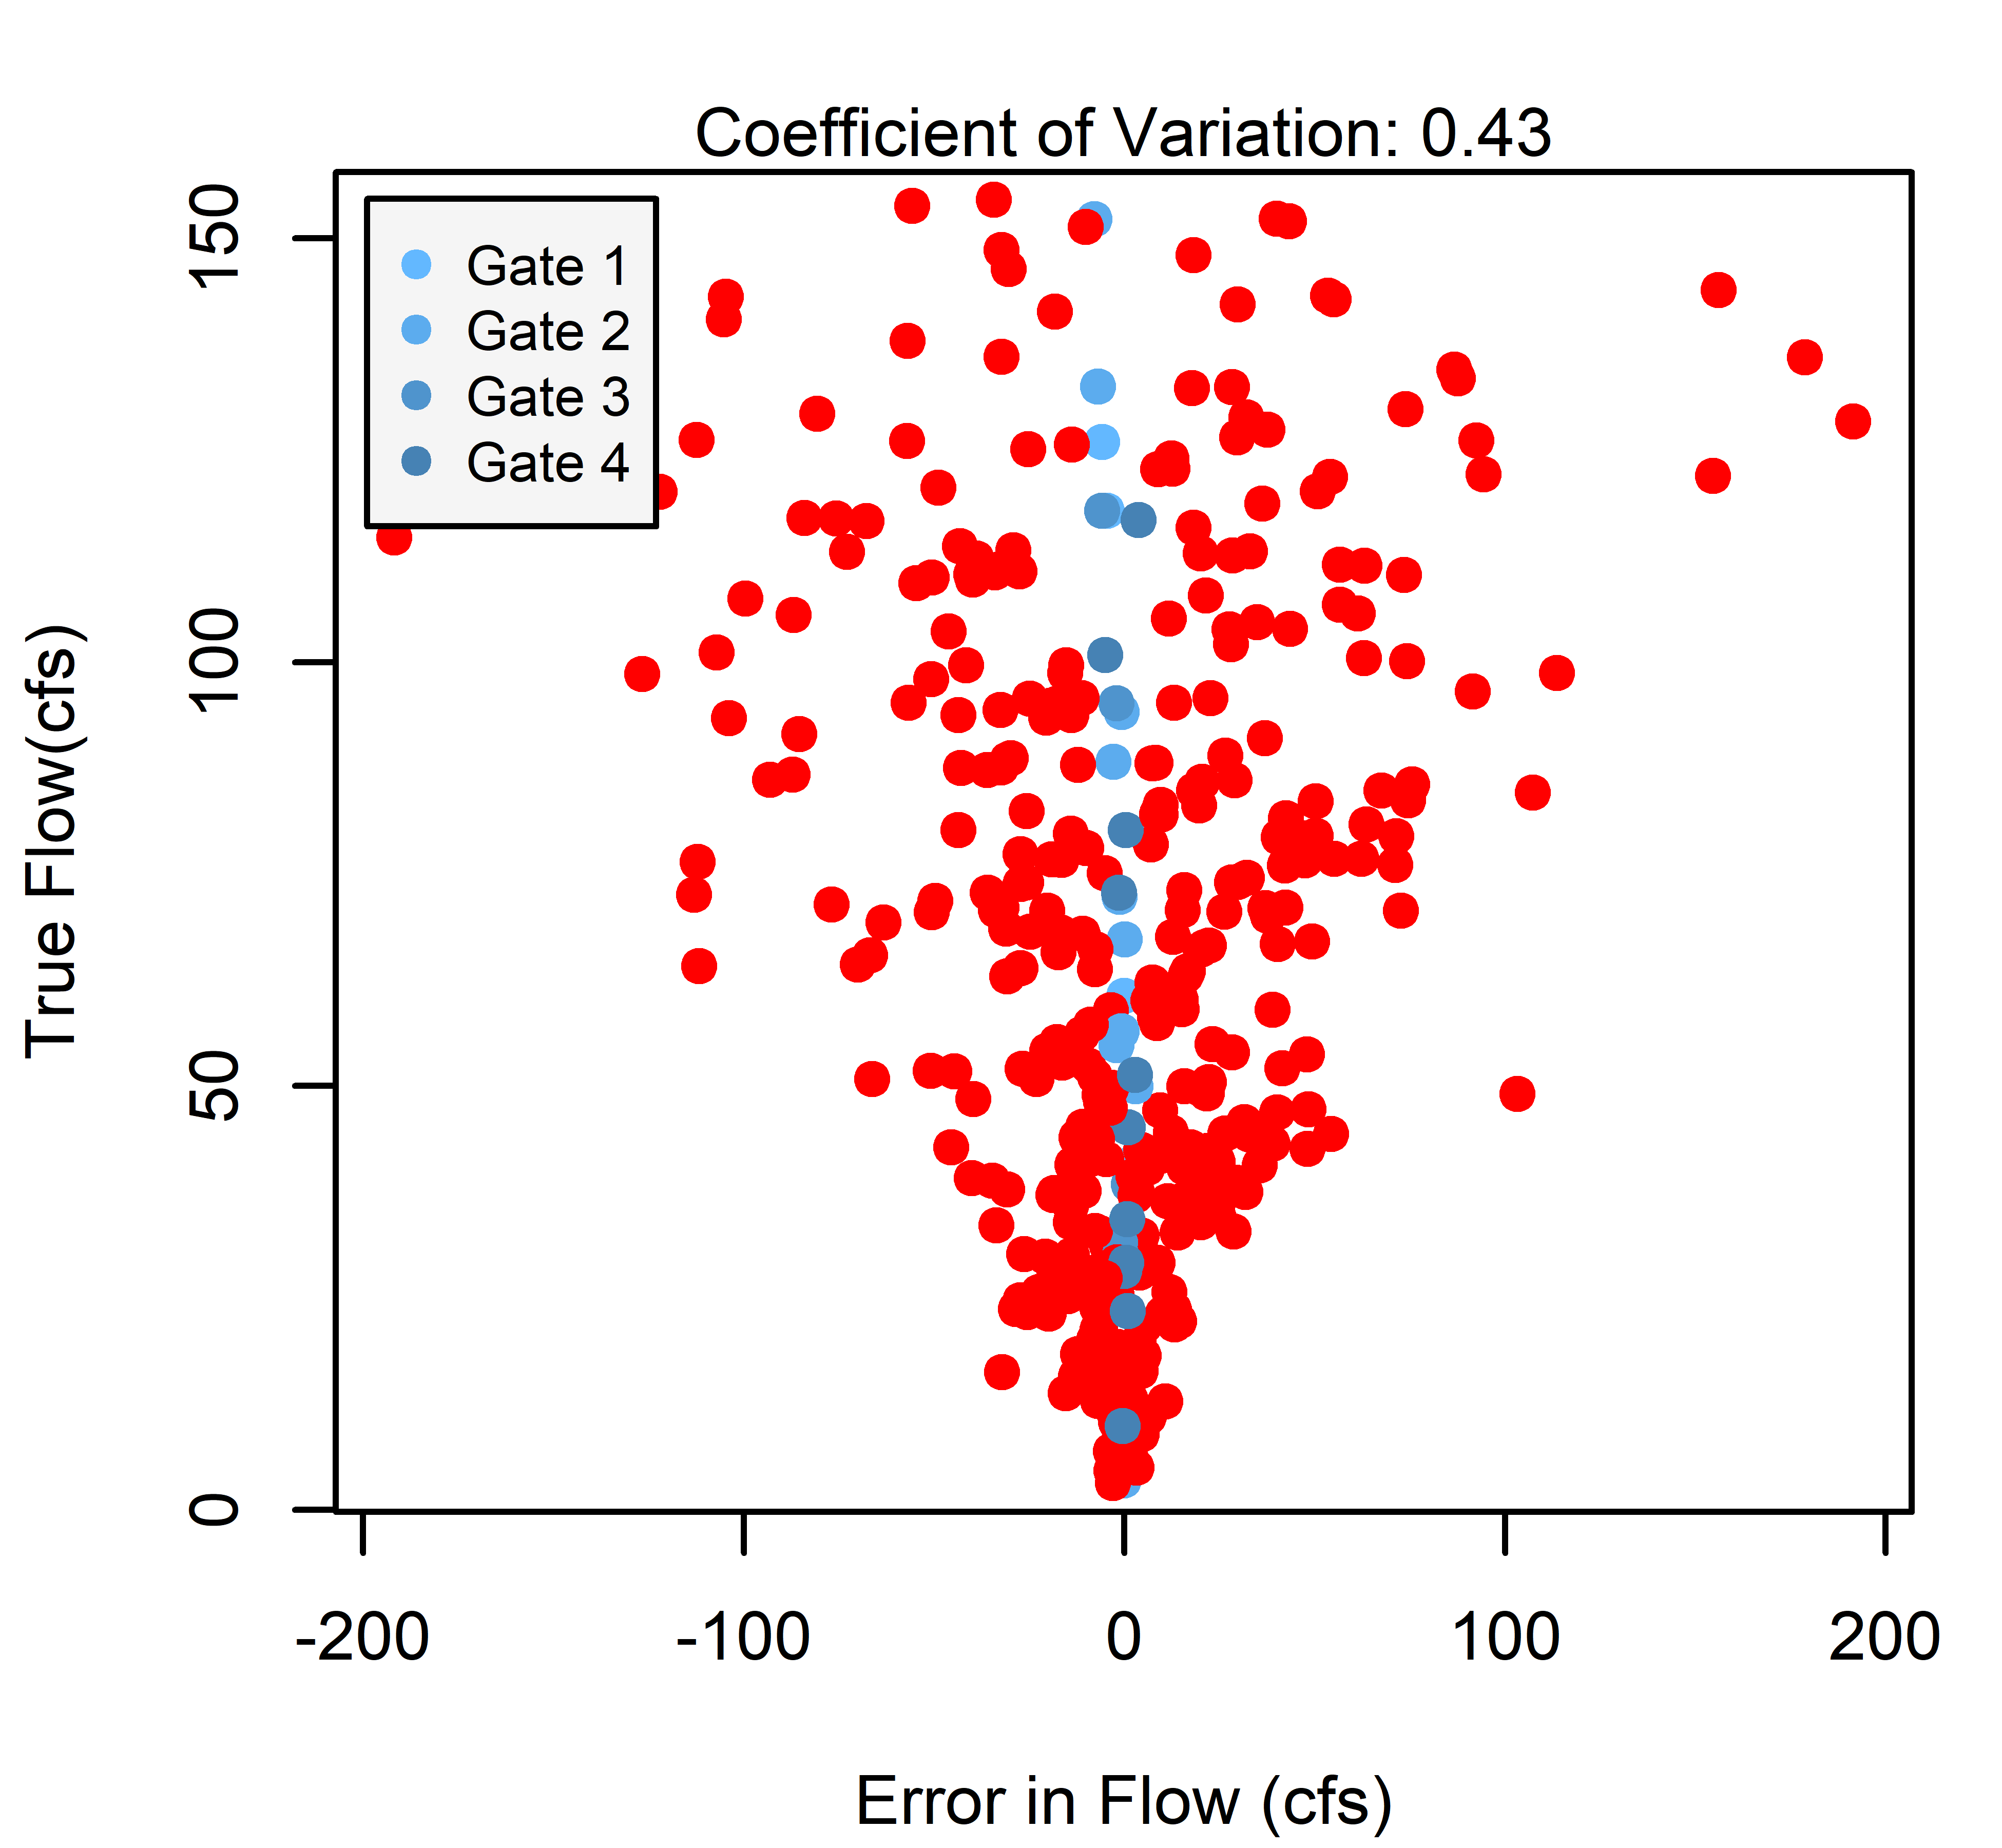 Coefficient of Variation: 0.43
Gate 1
Gate 2
Gate 3
Gate 4
True Flow(cfs)
150
100
50
0
-200 -100 0 100 200
Error in Flow (cfs)